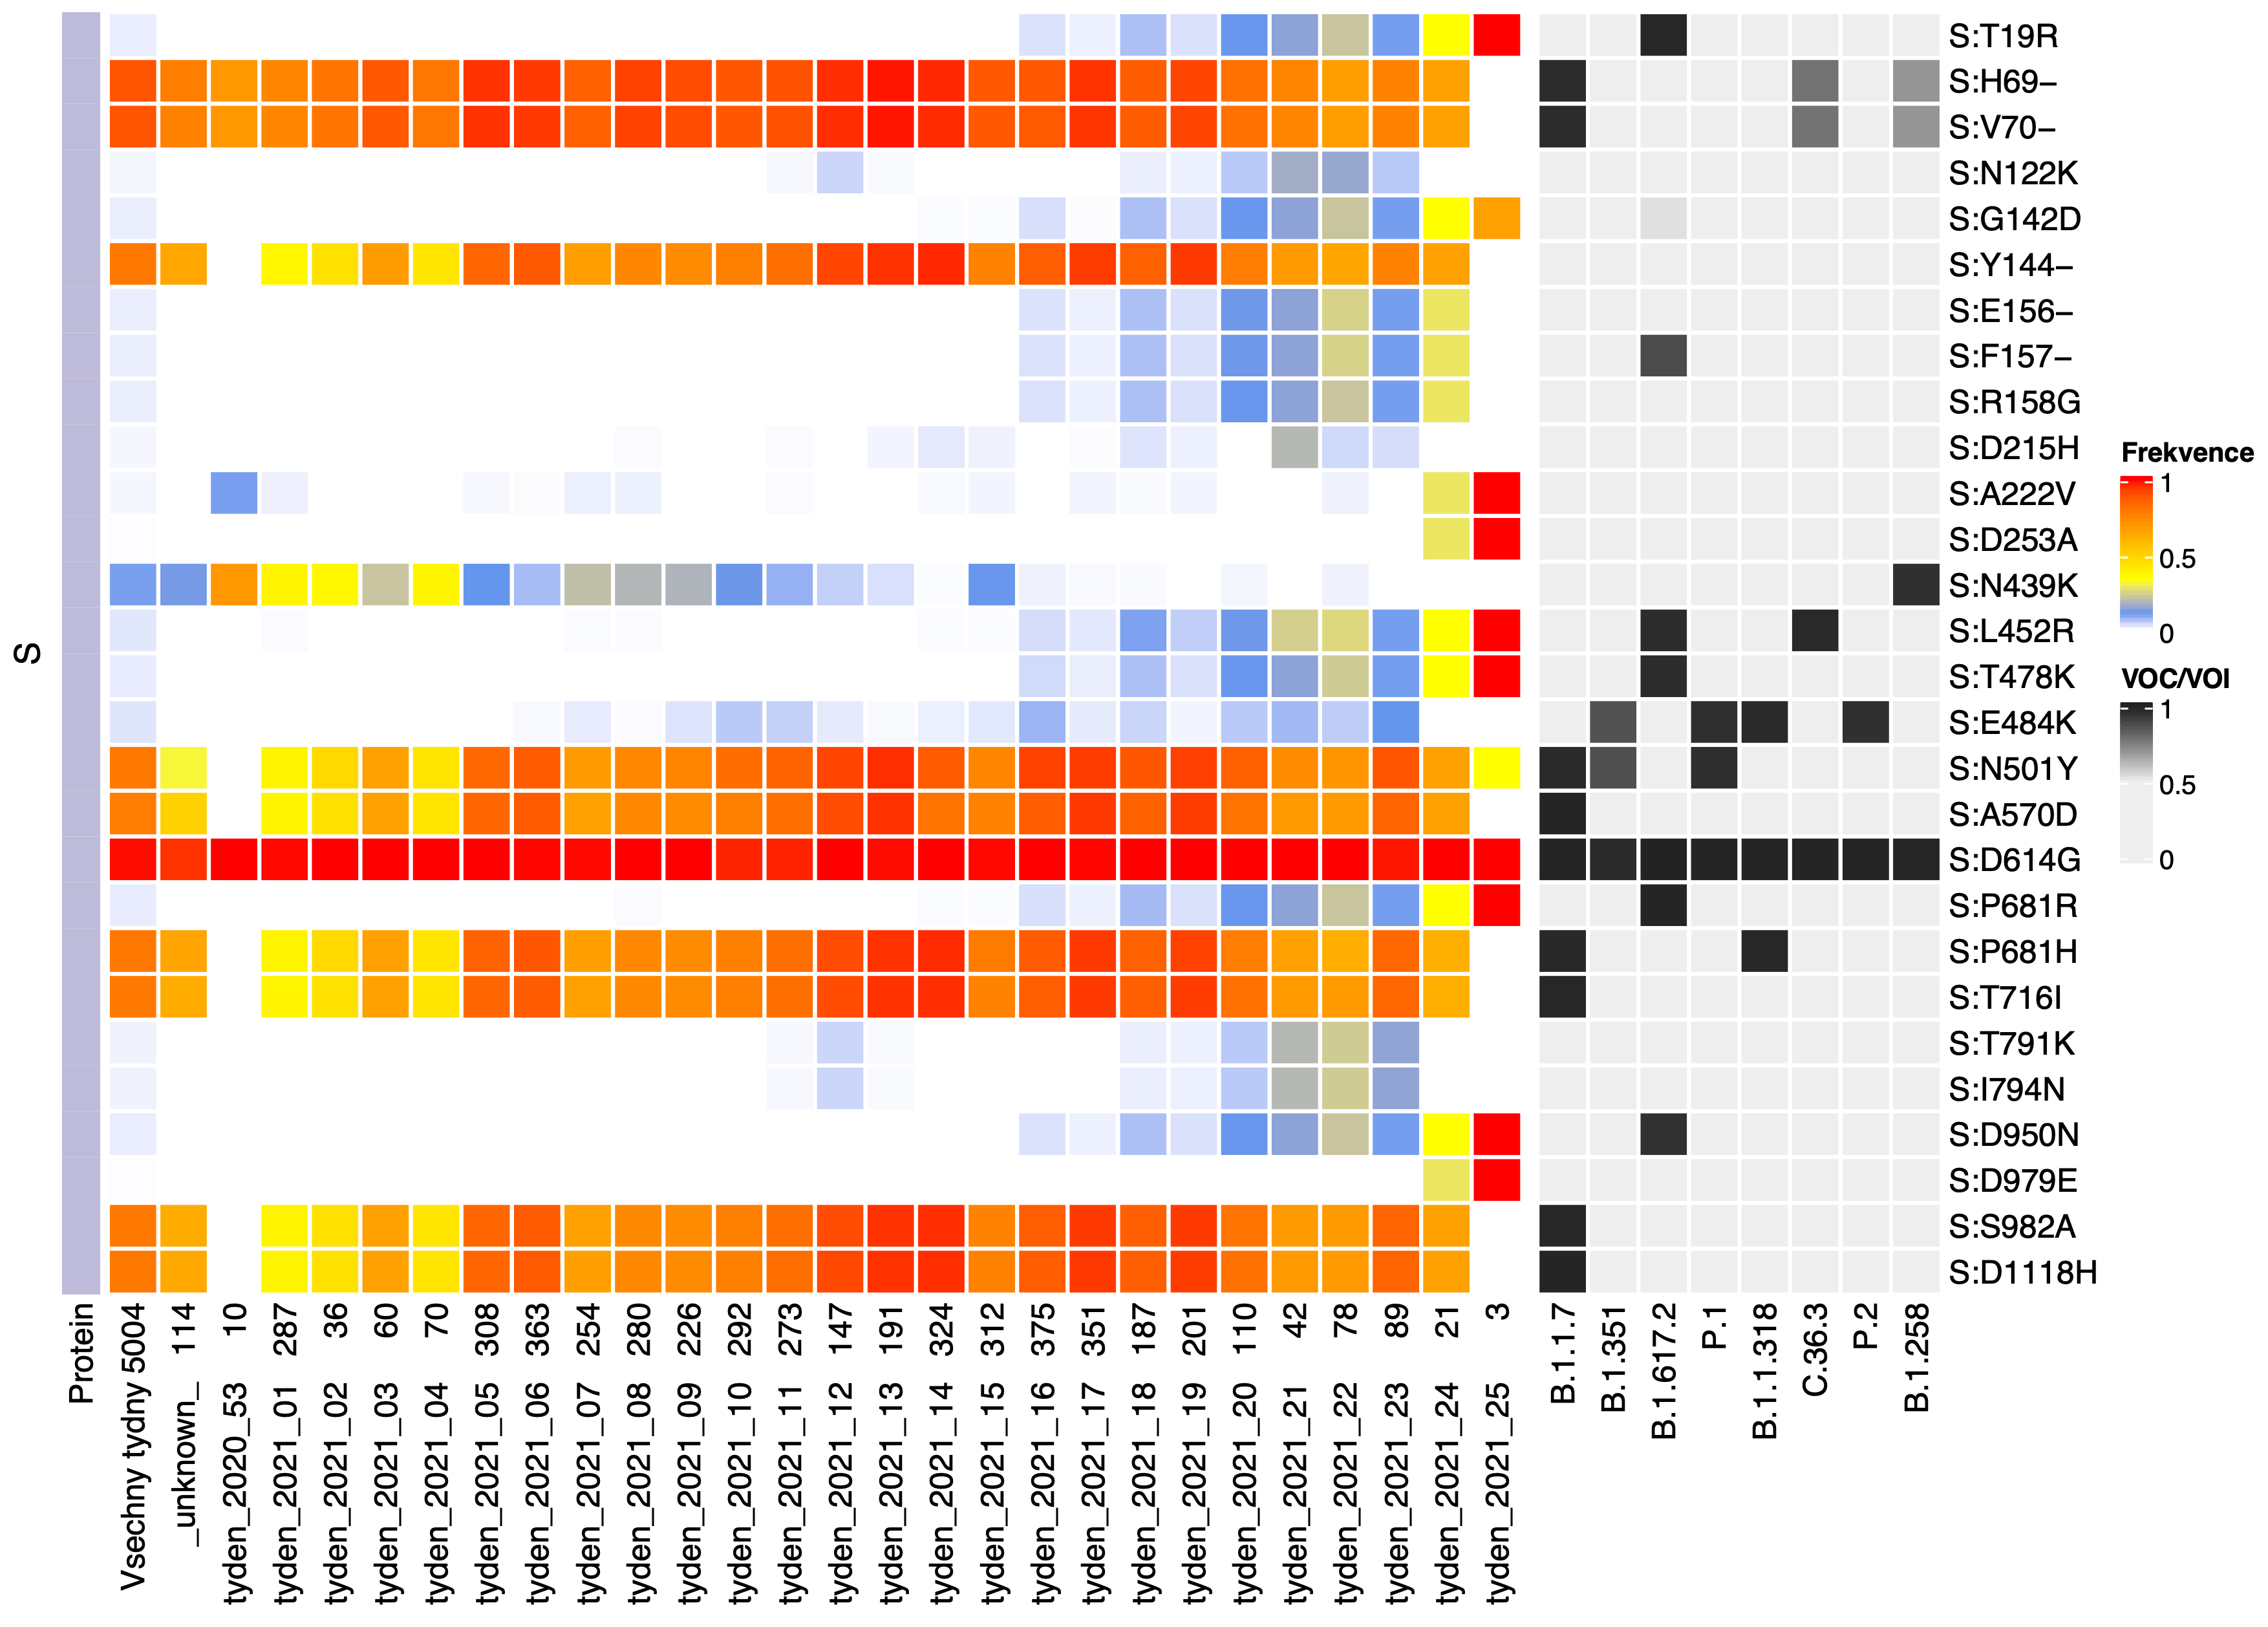 S:T19R
S:H69−
S:V70−
S:N122K
S:G142D
S:Y144−
S:E156−
S:F157−
S:R158G
S:D215H
S:A222V
S:D253A
S:N439K
S:L452R
S:T478K
S:E484K
S:N501Y
S:A570D
S:D614G
S:P681R
S:P681H
S:T716I
S:T791K
S:I794N
S:D950N
S:D979E
S:S982A
S:D1118H
S
Frekvence
1
0.5
0
VOC/VOI
1
0.5
0
Protein
Vsechny tydny 5004
_unknown_ 114
tyden_2020_53 10
tyden_2021_01 287
tyden_2021_02 36
tyden_2021_03 60
tyden_2021_04 70
tyden_2021_05 308
tyden_2021_06 363
tyden_2021_07 254
tyden_2021_08 280
tyden_2021_09 226
tyden_2021_10 292
tyden_2021_11 273
tyden_2021_12 147
tyden_2021_13 191
tyden_2021_14 324
tyden_2021_15 312
tyden_2021_16 375
tyden_2021_17 351
tyden_2021_18 187
tyden_2021_19 201
tyden_2021_20 110
tyden_2021_21 42
tyden_2021_22 78
tyden_2021_23 89
tyden_2021_24 21
tyden_2021_25 3
B.1.1.7
B.1.351
B.1.617.2
P.1
B.1.1.318
C.36.3
P.2
B.1.258